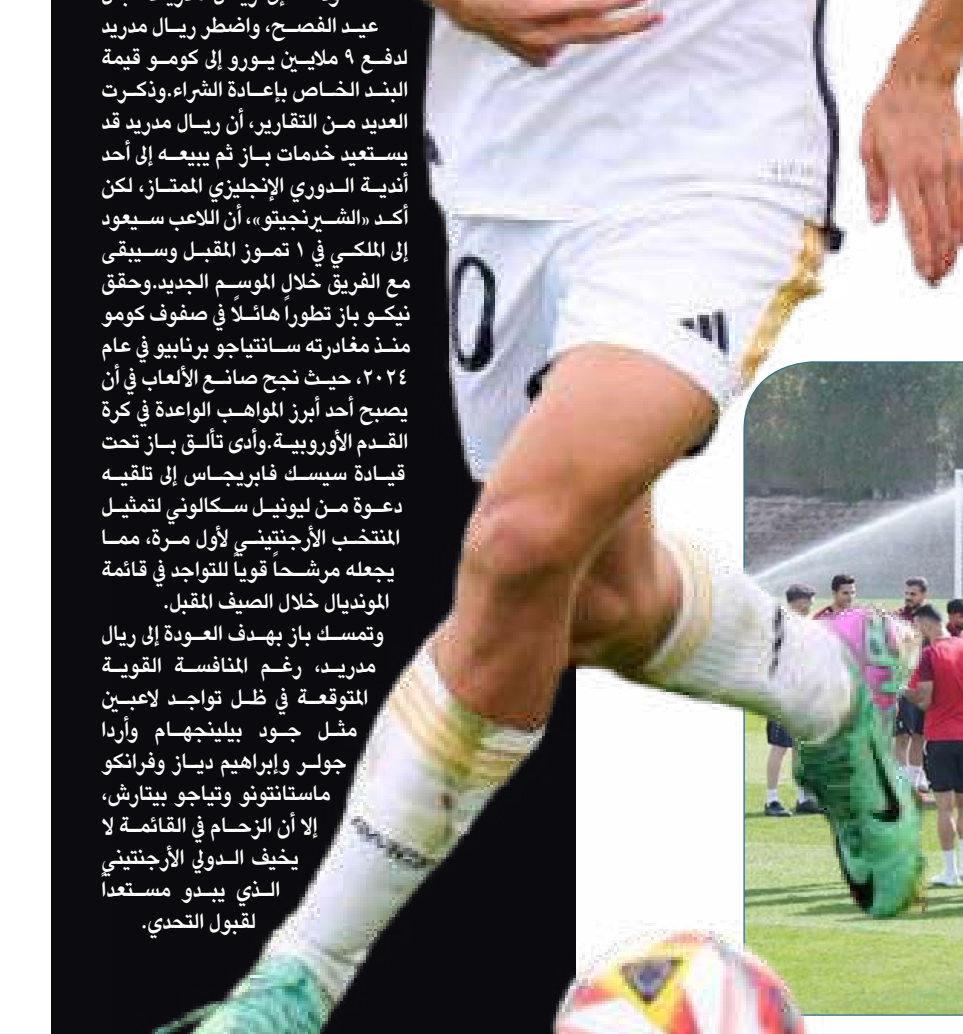 عيد الفصح، واضطر ريال مدريد
لدفع ٩ ملايين يورو إلى كومو قيمة
البند الخاص بإعادة الشراء.وذكرت
العديد من التقارير، أن ريال مدريد قد
يستعيد خدمات باز ثم يبيعه إلى أحد
أندية الدوري الإنجليزي الممتاز، لكن
أكد «الشيرنجيتو»، أن اللاعب سيعود
إلى الملكي في ١ تموز المقبل وسيبقى
مع الفريق خلال الموسم الجديد.وحقق
نيكو باز تطوراً هائلاً في صفوف كومو
منذ مغادرته سانتياجو برنابيو في عام
٢٠٢٤، حيث نجح صانع الألعاب في أن
يصبح أحد أبرز المواهب الواعدة في كرة
القدم الأوروبية.وأدى تألق باز تحت
قيادة سيسك فابريجاس إلى تلقيه
دعوة من ليونيل سكالوني لتمثيل
المنتخب الأرجنتيني لأول مرة، مما
يجعله مرشحاً قوياً للتواجد في قائمة
المونديال خلال الصيف المقبل.
وتمسك باز بهدف العودة إلى ريال
مدريد، رغم المنافسة القوية
المتوقعة في ظل تواجد لاعبين
مثل جود بيلينجهام وأردا
جولر وإبراهيم دياز وفرانكو
ماستانتونو وتياجو بيتارش،
إلا أن الزحام في القائمة لا
يخيف الدولي الأرجنتيني
الذي يبدو مستعداً
لقبول التحدي.
0